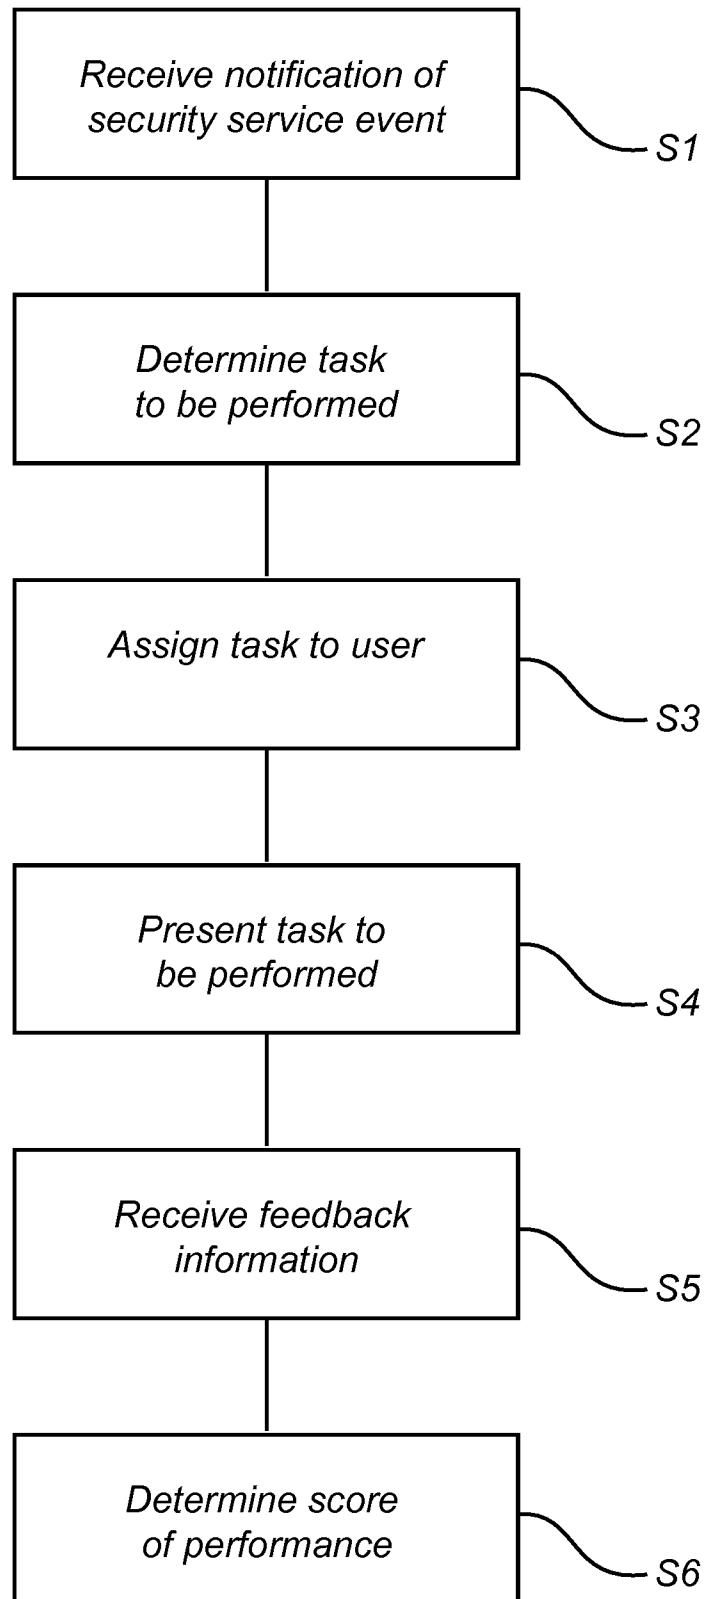 Receive notification of
security service event
S1
Determine task
to be performed
S2
Assign task to user
S3
Present task to
be performed
S4
Receive feedback
information
S5
Determine score
of performance
S6